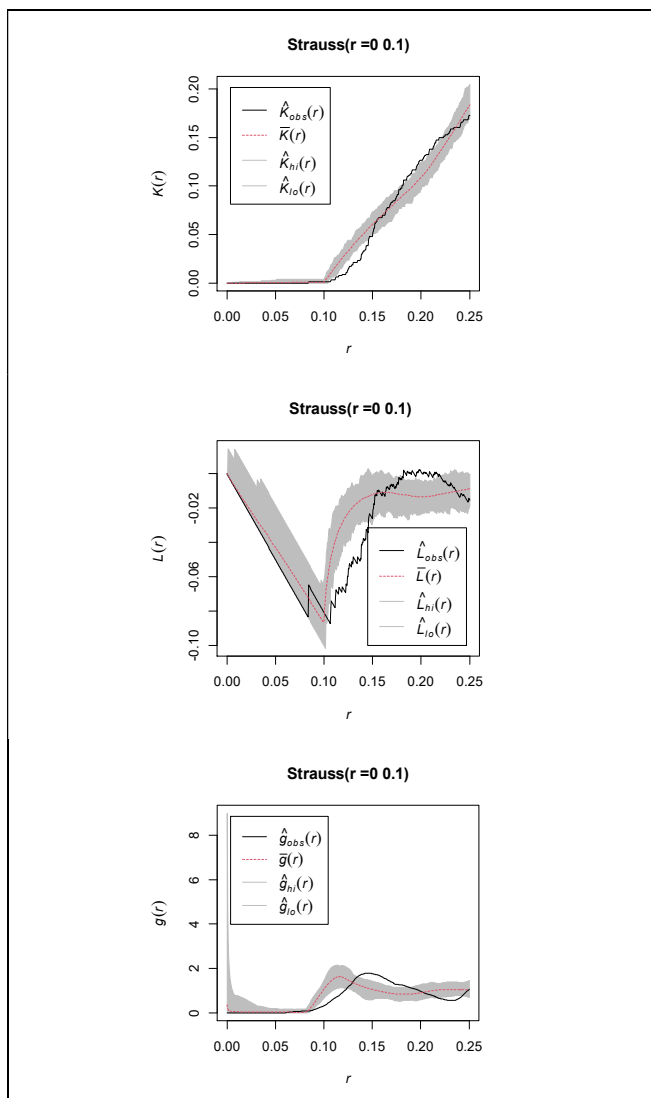 Strauss(r =0 0.1)
K(r)
0.00 0.05 0.10 0.15 0.20
K̂obs(r)
K̄(r)
K̂hi(r)
K̂lo(r)
0.00 0.05 0.10 0.15 0.20 0.25
r
Strauss(r =0 0.1)
L(r)
-0.10 -0.06 -0.02
L̂obs(r)
L̄(r)
L̂hi(r)
L̂lo(r)
0.00 0.05 0.10 0.15 0.20 0.25
r
Strauss(r =0 0.1)
g(r)
0 2 4 6 8
ĝobs(r)
ḡ(r)
ĝhi(r)
ĝlo(r)
0.00 0.05 0.10 0.15 0.20 0.25
r